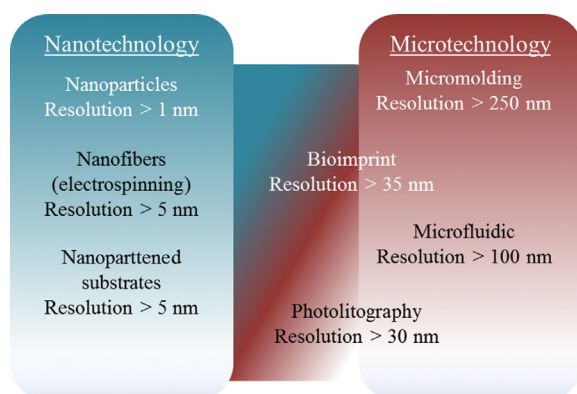 Nanotechnology
Nanoparticles
Resolution > 1 nm
Nanofibers
(electrospinning)
Resolution > 5 nm
Nanoparttened
substrates
Resolution > 5 nm
Bioimprint
Resolution > 35 nm
Photolitography
Resolution > 30 nm
Microtechnology
Micromolding
Resolution > 250 nm
Microfluidic
Resolution > 100 nm